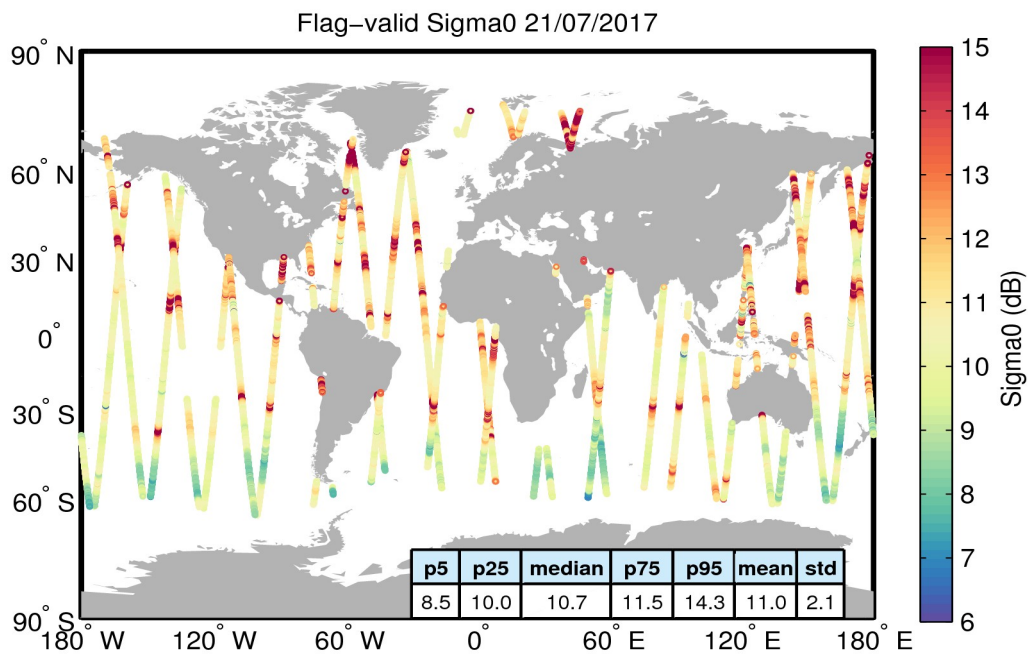 Flag−valid Sigma0 21/07/2017
90° N
60° N
30° N
0°
30° S
60° S
90° S
180° W
120° W
60° W
0°
60° E
120° E
180° E
p5 p25 median p75 p95 mean std
8.5 10.0 10.7 11.5 14.3 11.0 2.1
15
14
13
12
11
10
9
8
7
6
Sigma0 (dB)